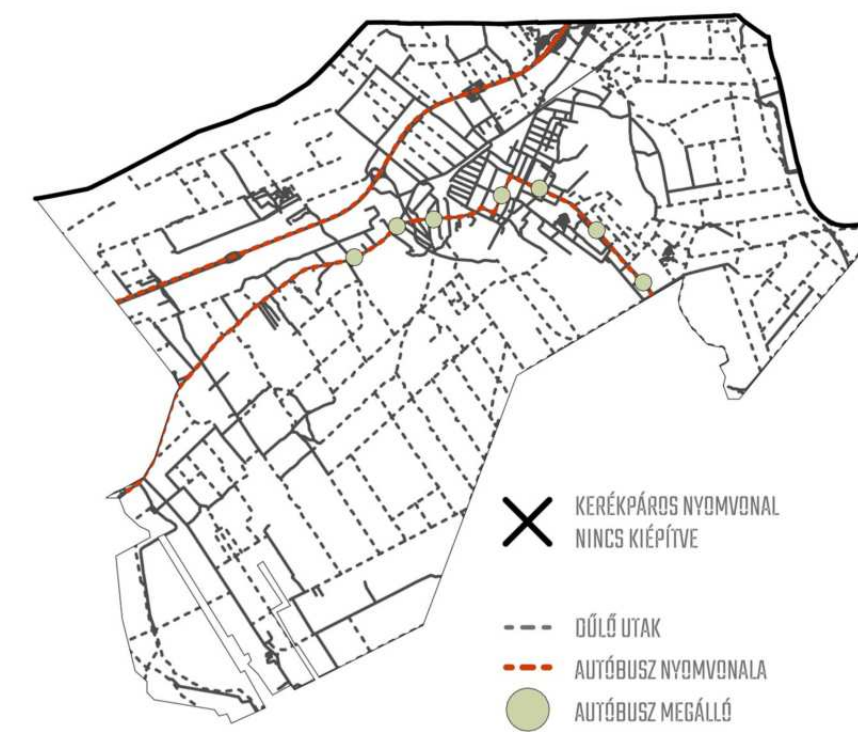 KERÉKPÁROS NYOMVONAL
NINCS KIÉPÍTVE
DŰLŐ UTAK
AUTÓBUSZ NYOMVONALA
AUTÓBUSZ MEGÁLLÓ